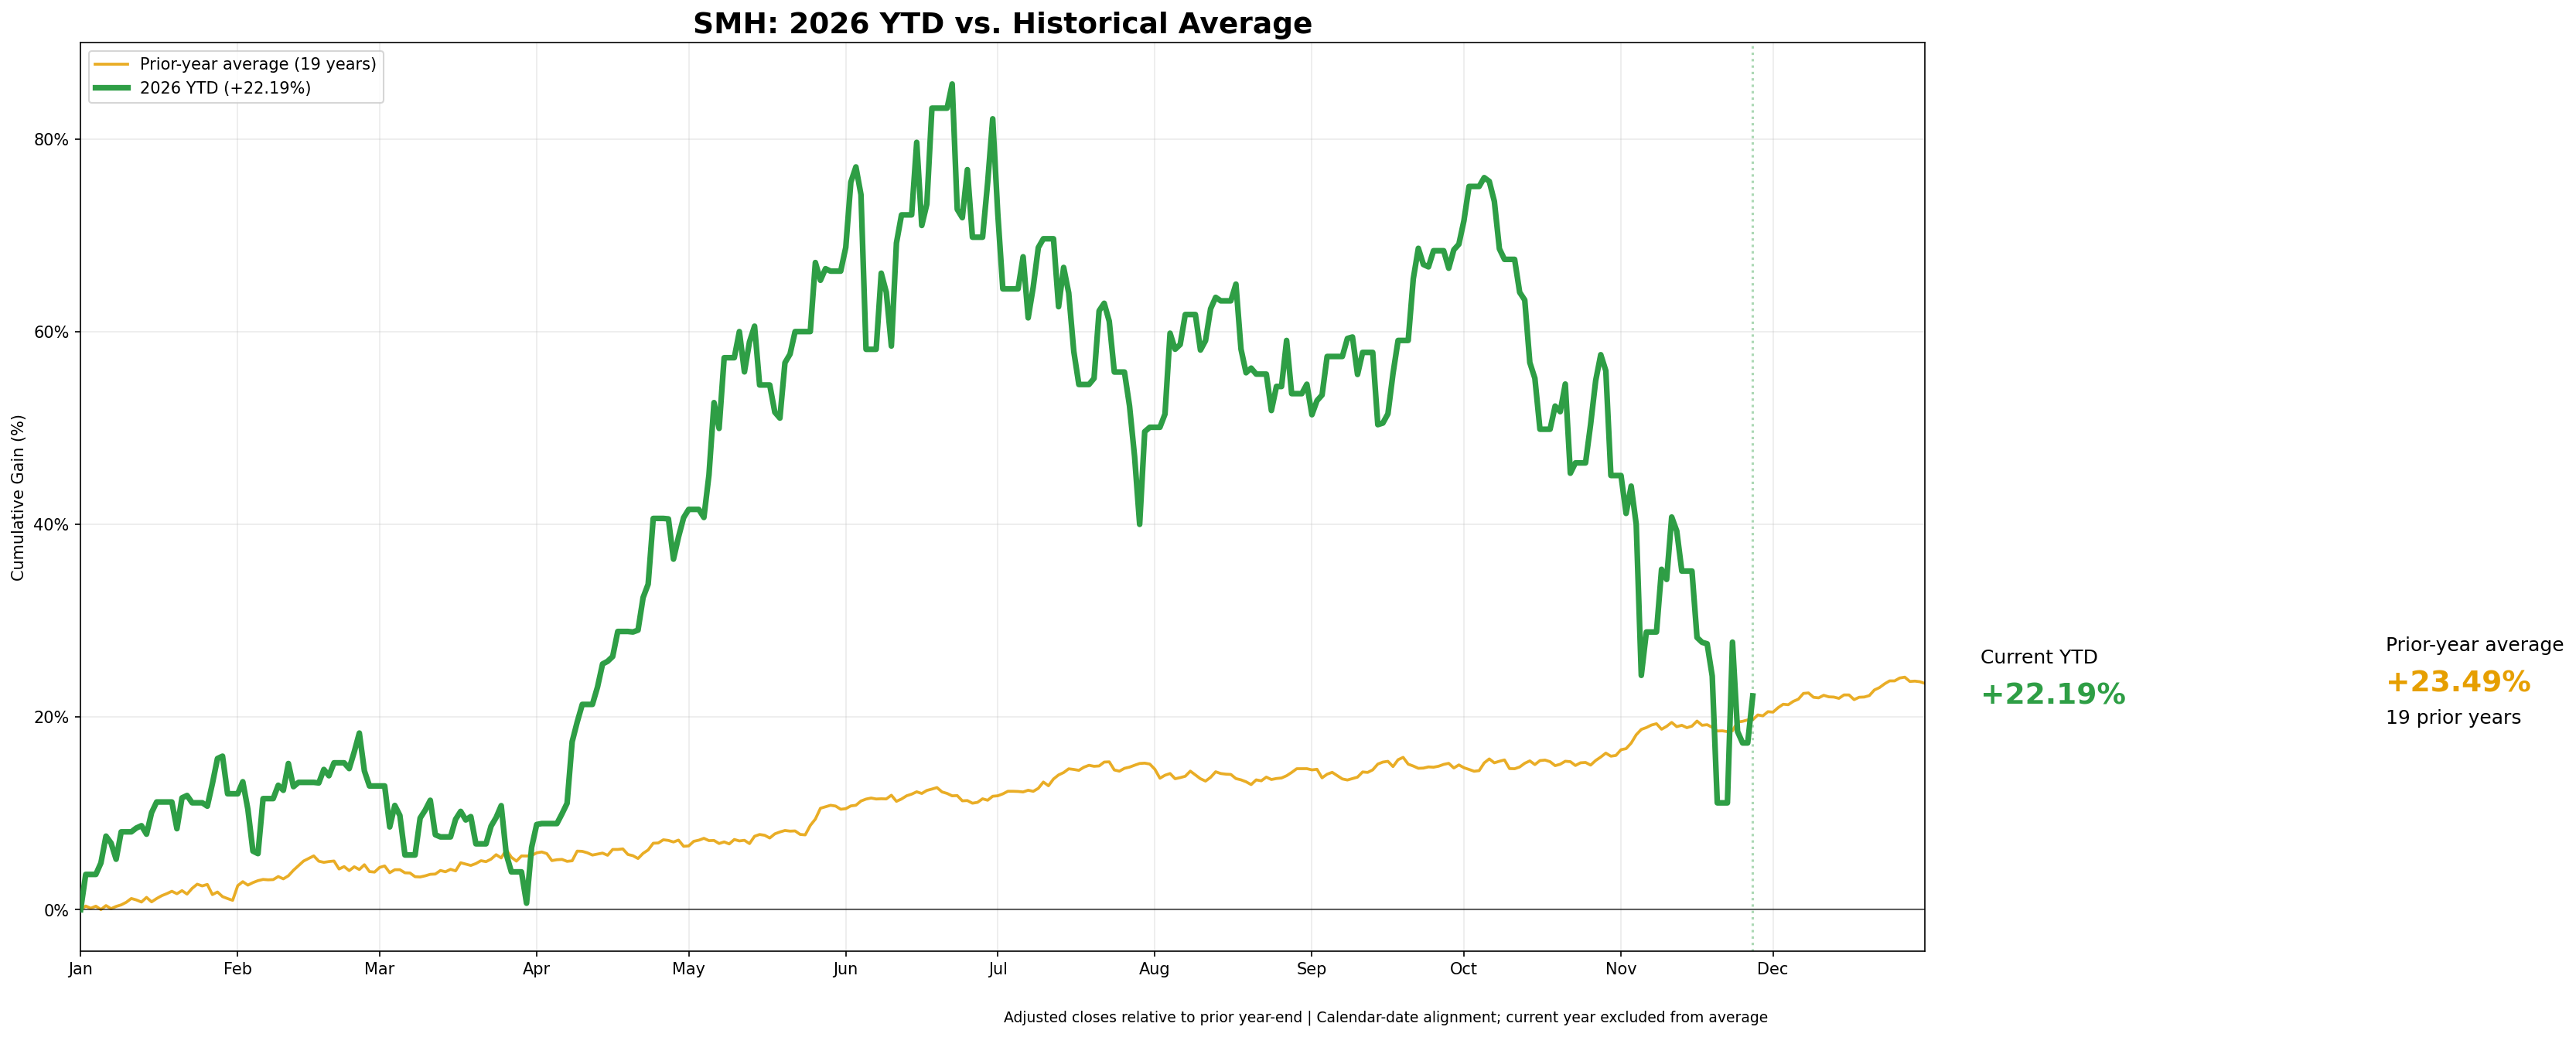 SMH: 2026 YTD vs. Historical Average
Prior-year average (19 years)
2026 YTD (+22.19%)
80%
60%
40%
20%
0%
Cumulative Gain (%)
Jan Feb Mar Apr May Jun Jul Aug Sep Oct Nov Dec
Current YTD
+22.19%
Prior-year average
+23.49%
19 prior years
Adjusted closes relative to prior year-end | Calendar-date alignment; current year excluded from average